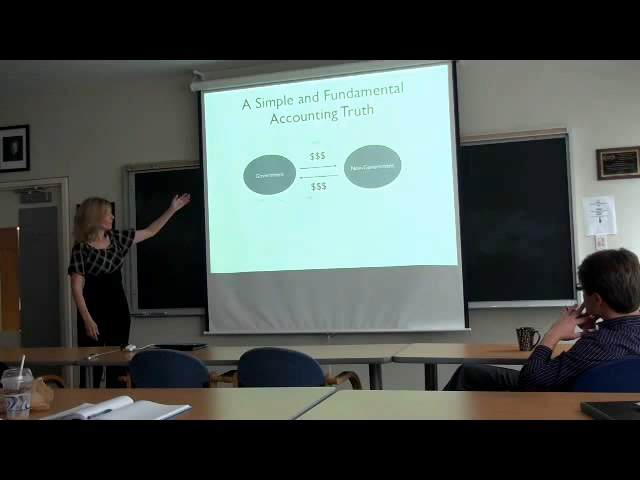 A Simple and Fundamental
Accounting Truth
$$$
Government
Non-Government
$$$